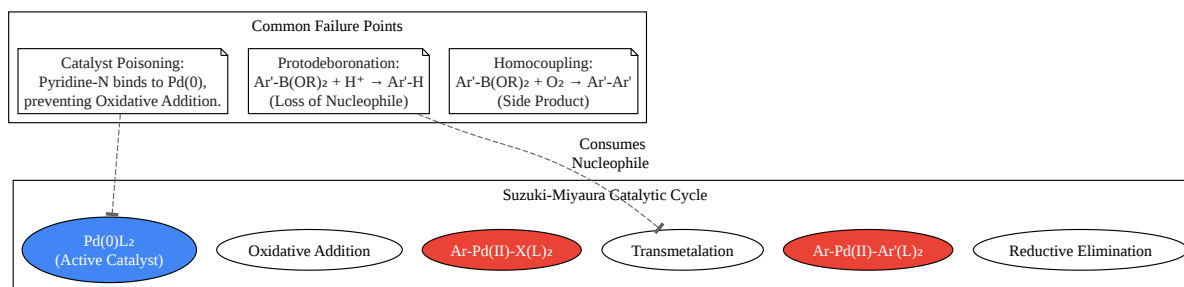 Common Failure Points
Catalyst Poisoning:
Pyridine-N binds to Pd(0),
preventing Oxidative Addition.
Protodeboronation:
Ar'-B(OR)₂ + H⁺ → Ar'-H
(Loss of Nucleophile)
Homocoupling:
Ar'-B(OR)₂ + O₂ → Ar'-Ar'
(Side Product)
Consumes
Nucleophile
Suzuki-Miyaura Catalytic Cycle
Pd(0)L₂
(Active Catalyst)
Oxidative Addition
Ar-Pd(II)-X(L)₂
Transmetalation
Ar-Pd(II)-Ar'(L)₂
Reductive Elimination